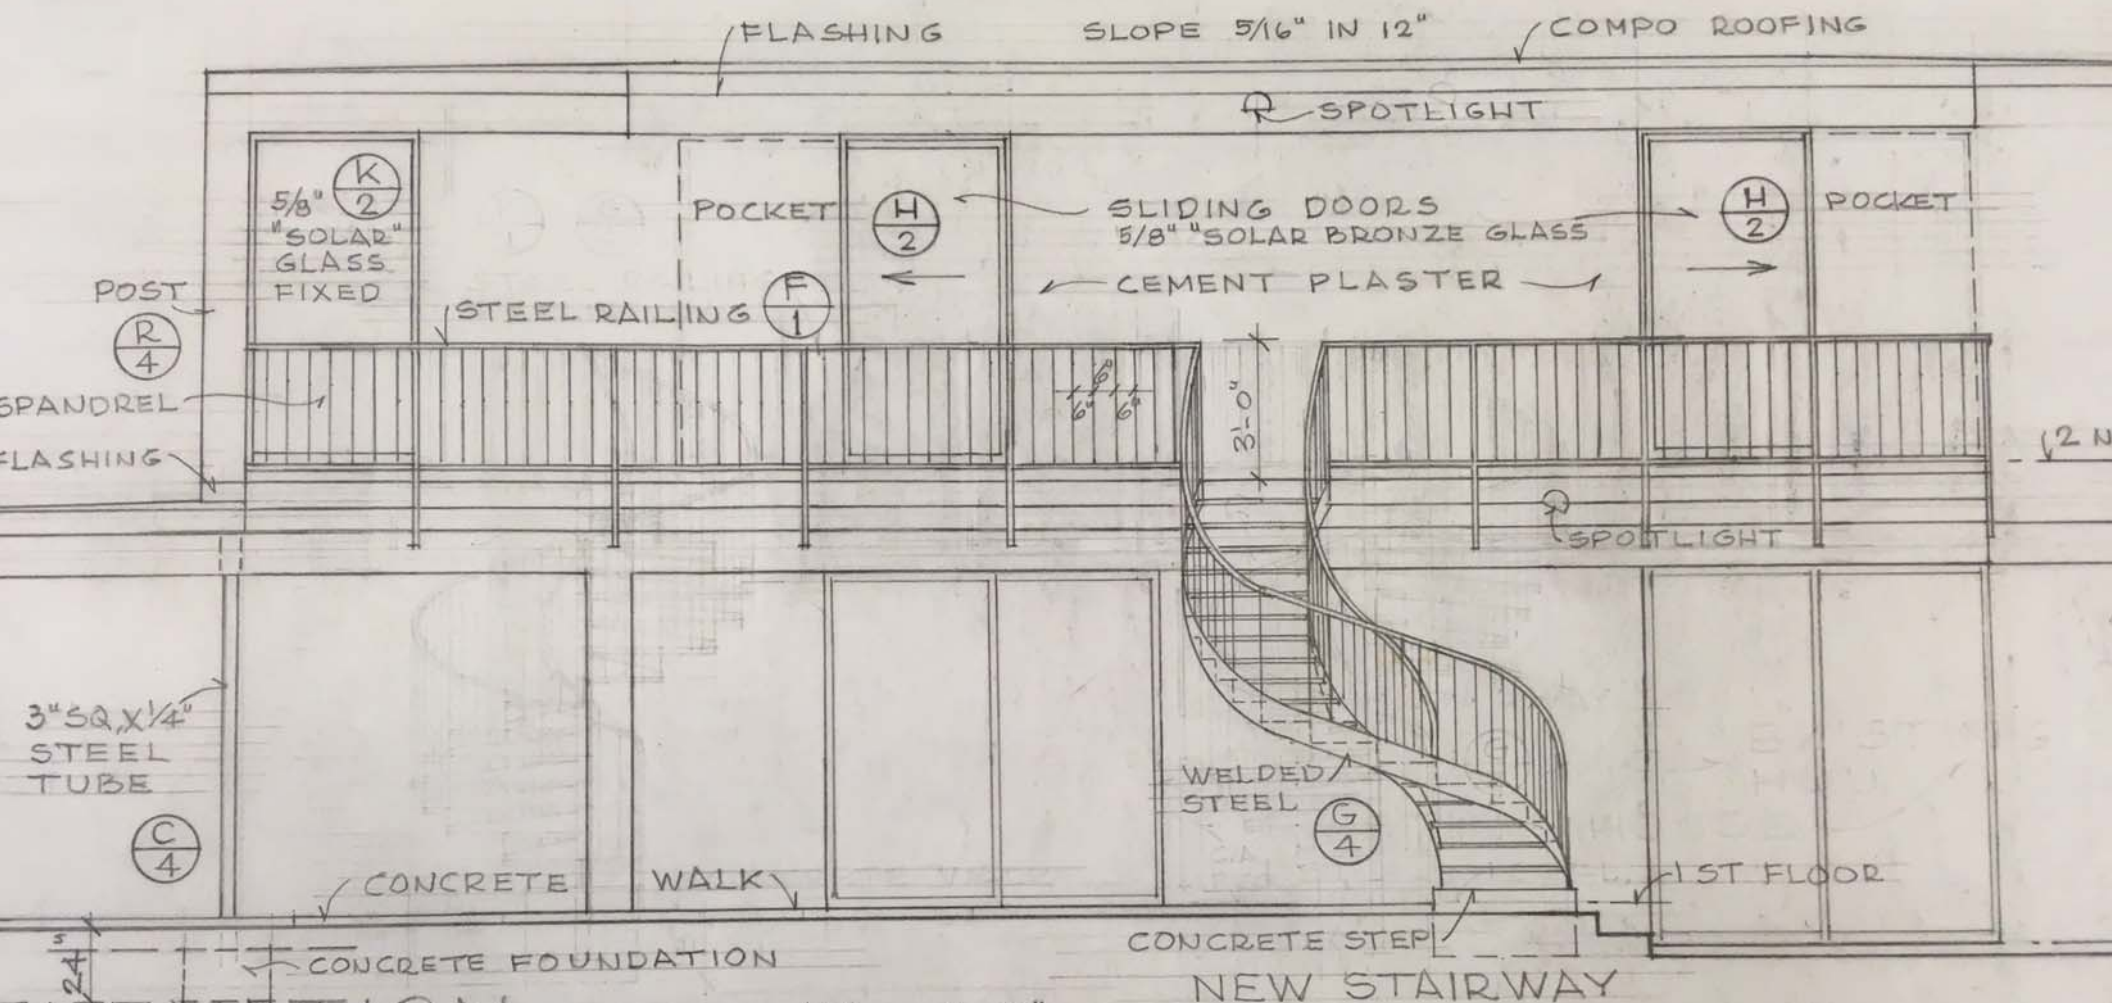 FLASHING
SLOPE 5/16" IN 12"
COMPO ROOFING
SPOTLIGHT
K
2
5/8"
"SOLAR"
GLASS
FIXED
POCKET
H
2
SLIDING DOORS
5/8" "SOLAR BRONZE GLASS
H
2
POCKET
CEMENT PLASTER
POST
R
4
STEEL RAILING
F
1
SPANDREL
6"
6"
6"
3'-0"
FLASHING
2 N
SPOTLIGHT
3" SQ. X 1/4"
STEEL
TUBE
C
4
WELDED
STEEL
G
4
CONCRETE
WALK
1ST FLOOR
CONCRETE STEP
CONCRETE FOUNDATION
24
NEW STAIRWAY